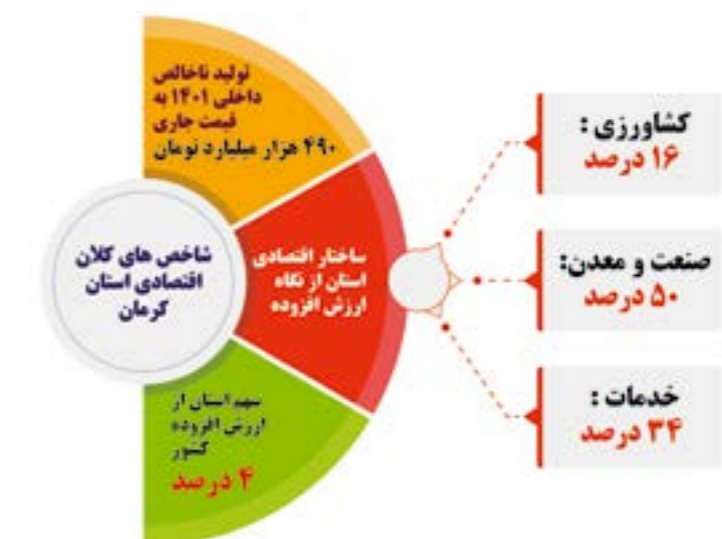 تولید ناخالص
داخلی ۱۴۰۱ به
قیمت جاری
۴۹۰ هزار میلیارد تومان
شاخص های کلان
اقتصادی استان
کرمان
ساختار اقتصادی
استان از نگاه
ارزش افزوده
سهم استان از
ارزش افزوده
کشور
۴ درصد
کشاورزی :
۱۶ درصد
صنعت و معدن:
۵۰ درصد
خدمات :
۳۴ درصد